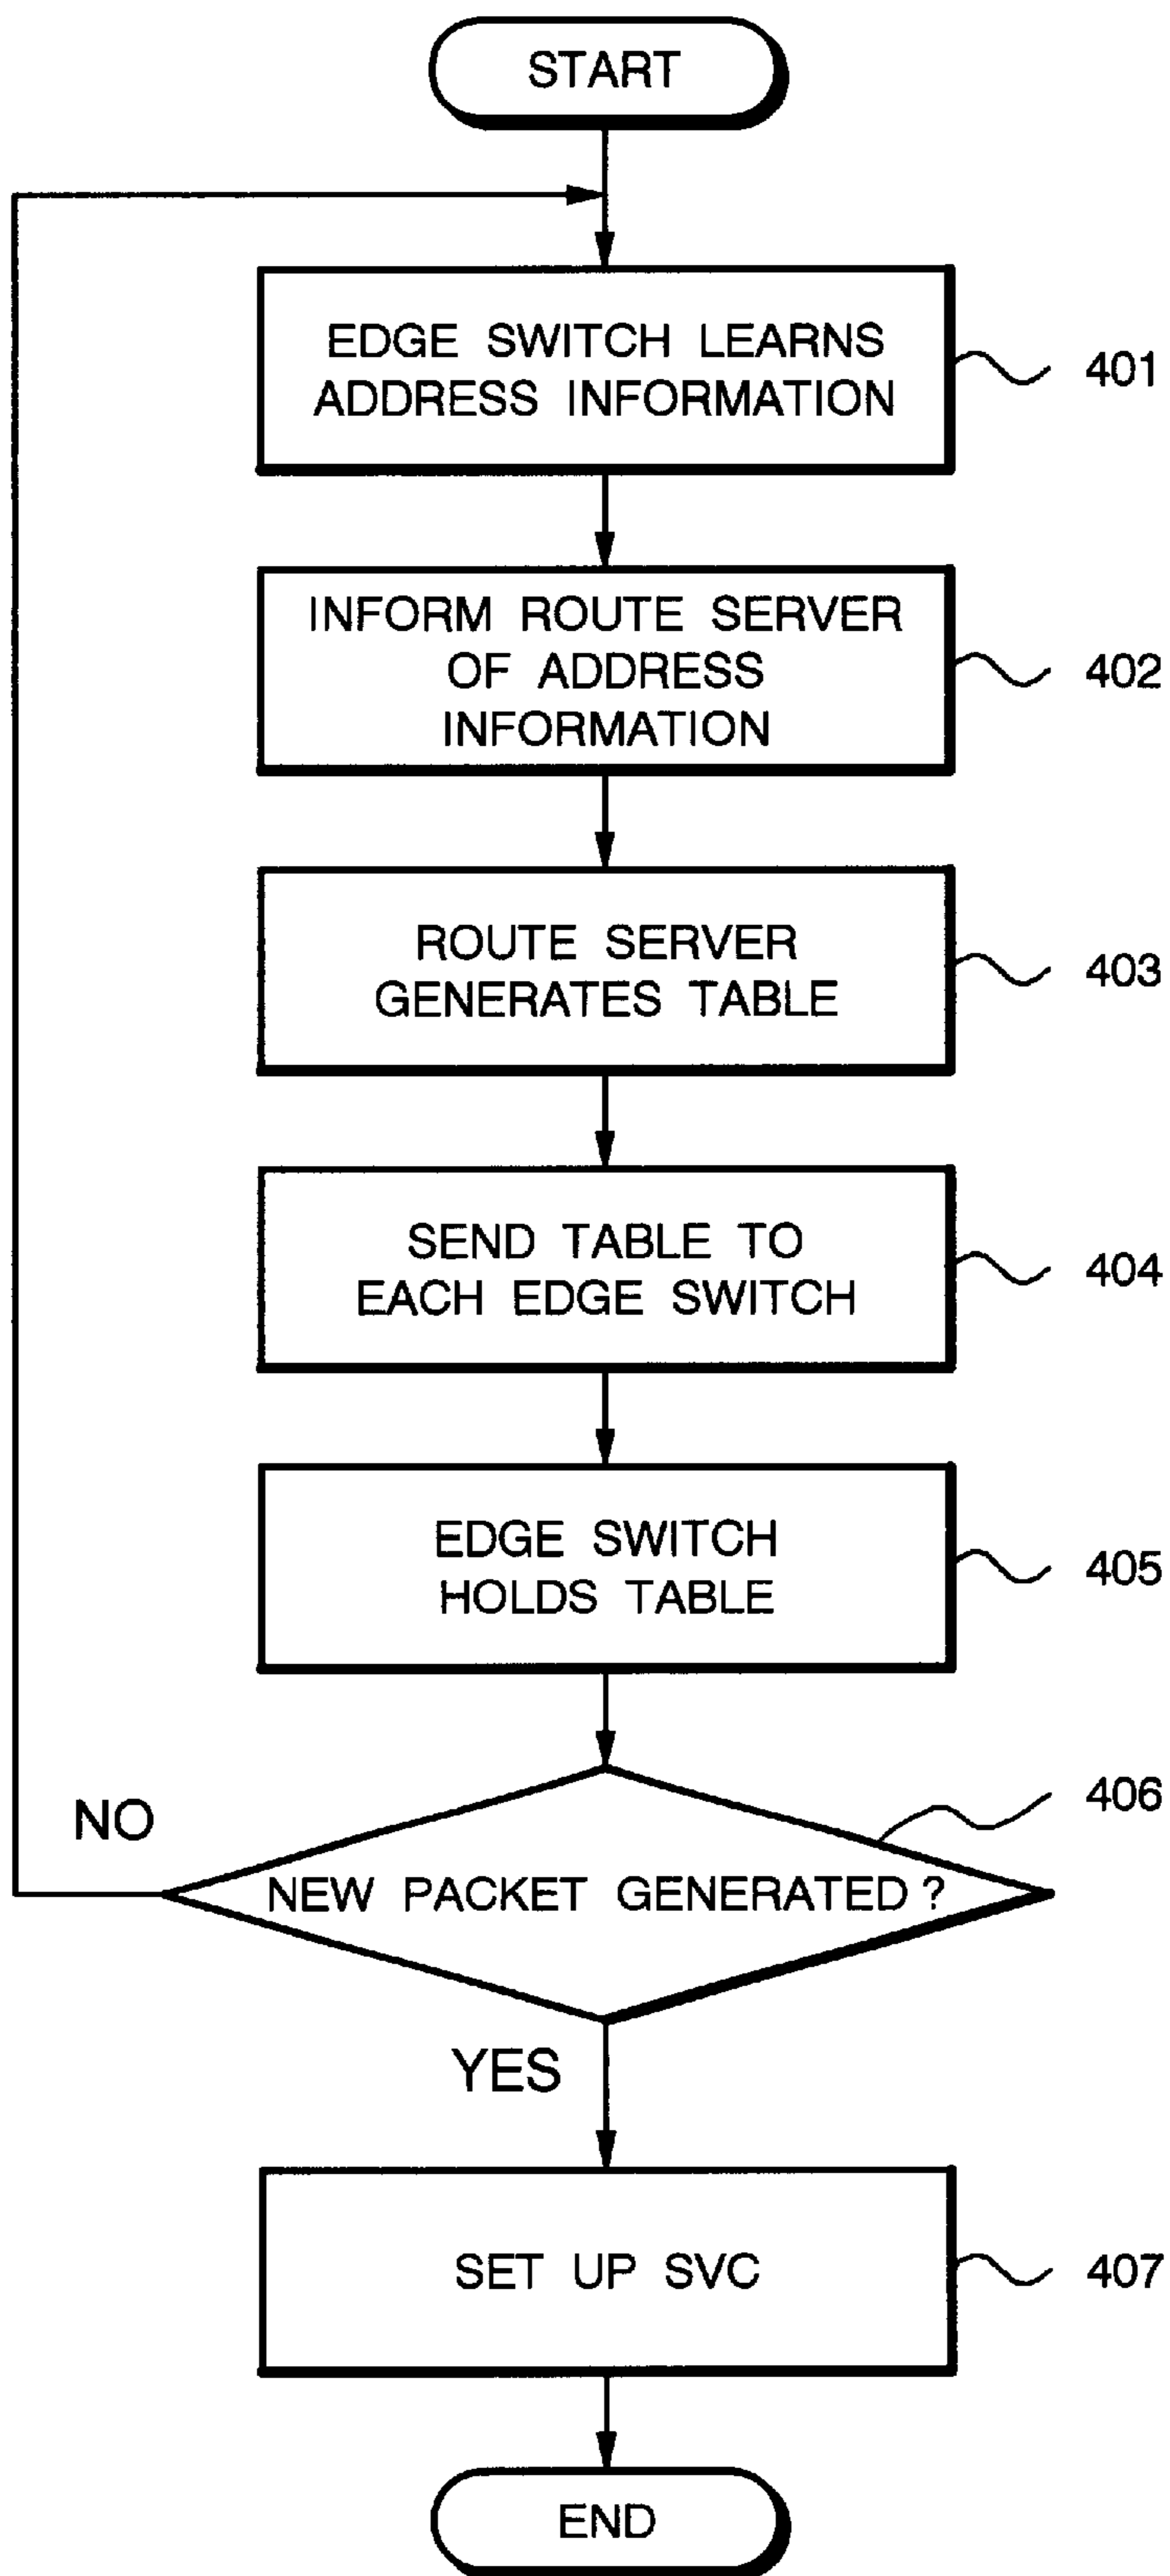 START
EDGE SWITCH LEARNS
ADDRESS INFORMATION
401
INFORM ROUTE SERVER
OF ADDRESS
INFORMATION
402
ROUTE SERVER
GENERATES TABLE
403
SEND TABLE TO
EACH EDGE SWITCH
404
EDGE SWITCH
HOLDS TABLE
405
406
NO
NEW PACKET GENERATED ?
YES
SET UP SVC
407
END